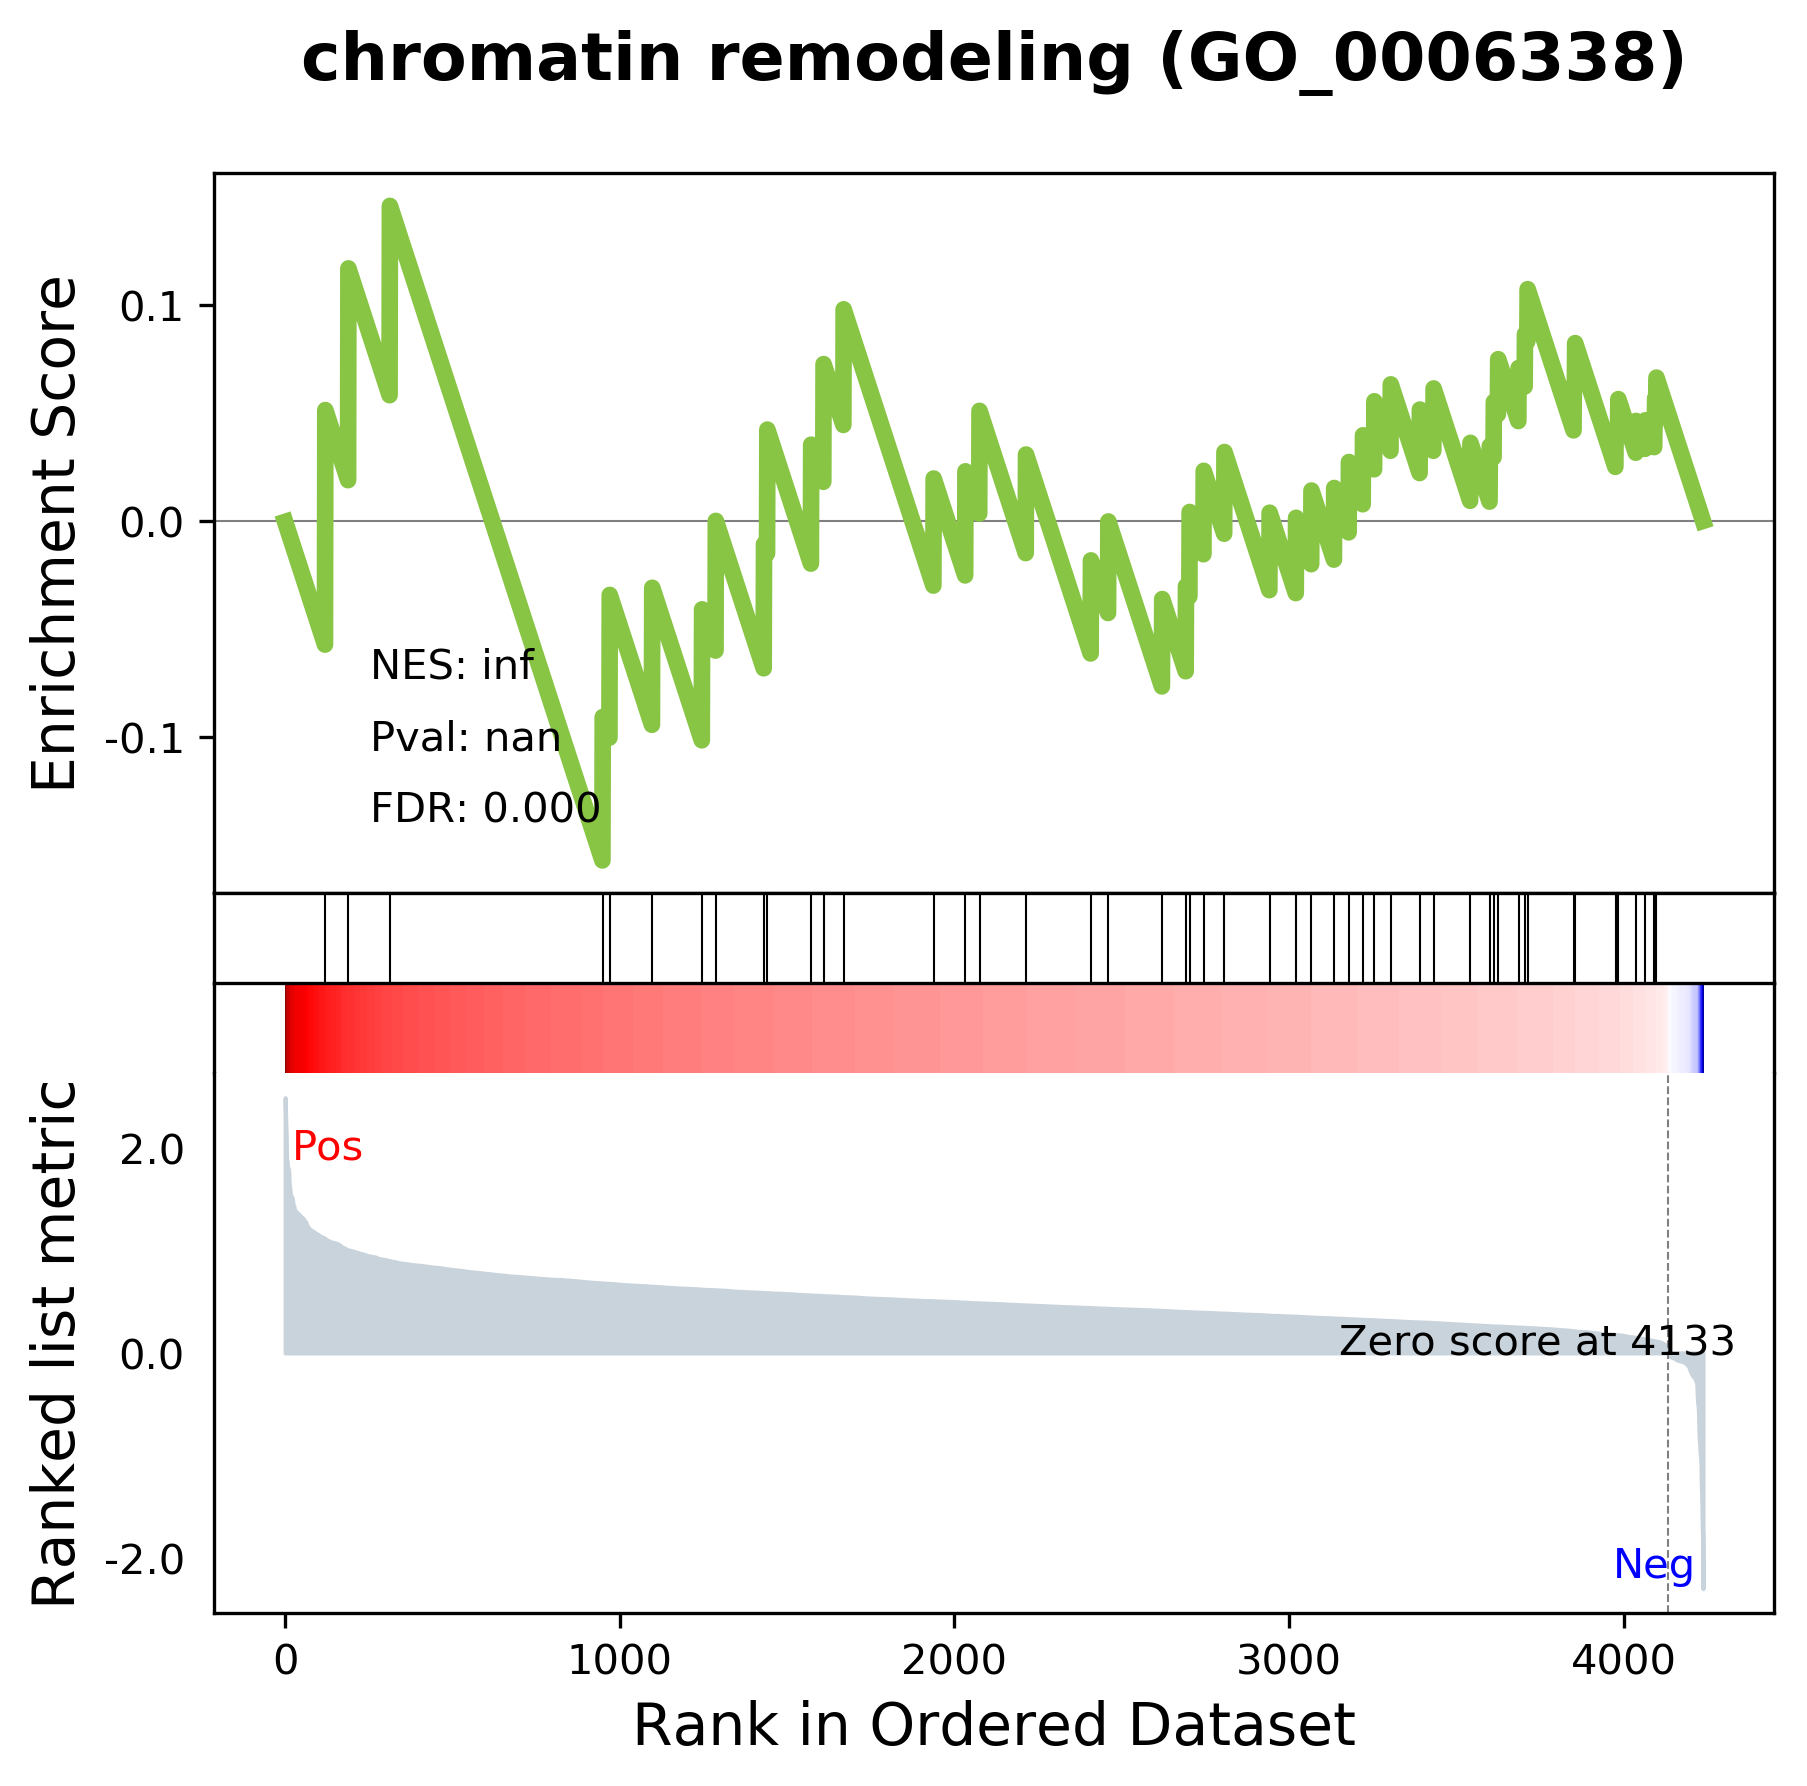 chromatin remodeling (GO_0006338)
Enrichment Score
0.1
0.0
-0.1
NES: inf
Pval: nan
FDR: 0.000
Ranked list metric
2.0
0.0
-2.0
Pos
Zero score at 4133
Neg
0 1000 2000 3000 4000
Rank in Ordered Dataset